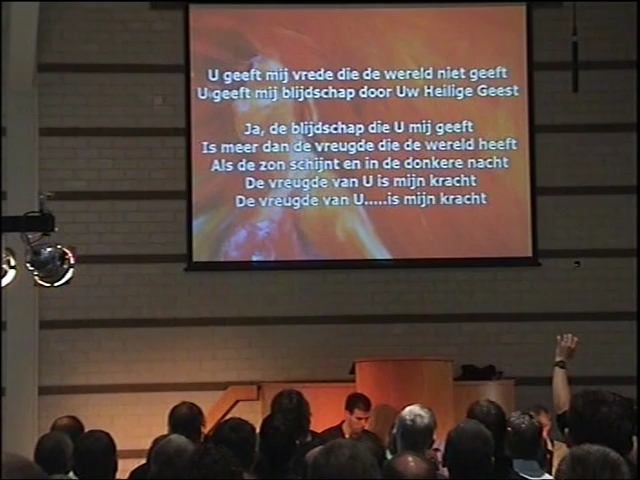 U geeft mij vrede die de wereld niet geeft
U geeft mij blijdschap door Uw Heilige Geest
Ja, de blijdschap die U mij geeft
Is meer dan de vreugde die de wereld heeft
Als de zon schijnt en in de donkere nacht
De vreugde van U is mijn kracht
De vreugde van U.....is mijn kracht